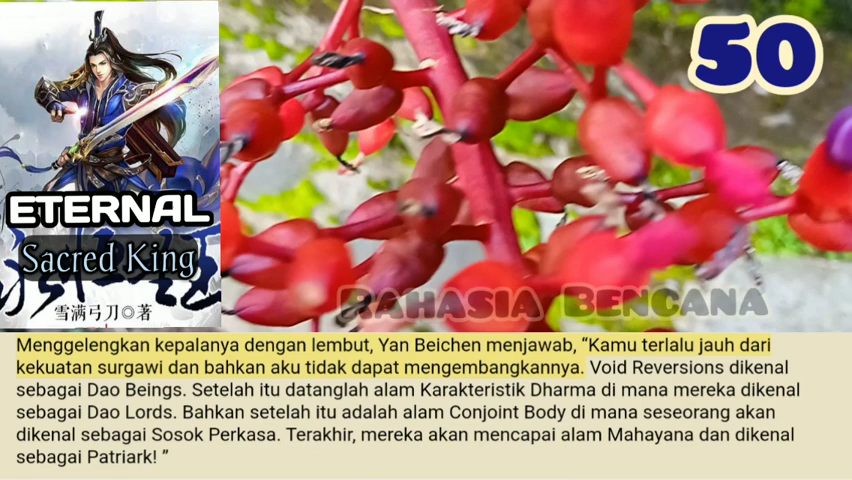 50
ETERNAL
Sacred King
雪满弓刀◎著
RAHASIA BENCANA
Menggelengkan kepalanya dengan lembut, Yan Beichen menjawab, “Kamu terlalu jauh dari
kekuatan surgawi dan bahkan aku tidak dapat mengembangkannya. Void Reversions dikenal
sebagai Dao Beings. Setelah itu datanglah alam Karakteristik Dharma di mana mereka dikenal
sebagai Dao Lords. Bahkan setelah itu adalah alam Conjoint Body di mana seseorang akan
dikenal sebagai Sosok Perkasa. Terakhir, mereka akan mencapai alam Mahayana dan dikenal
sebagai Patriark! ”